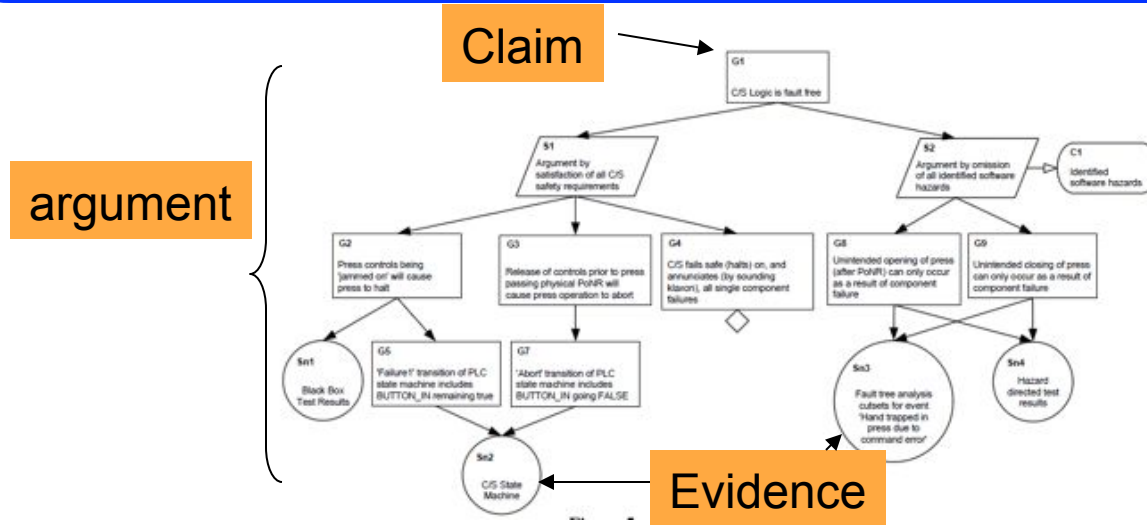 Claim
argument
Evidence
G1
C/S Logic is fault free
S1
Argument by
satisfaction of all C/S
safety requirements
S2
Argument by omission
of all identified software
hazards
C1
Identified
software hazards
G2
Press controls being
'jammed on' will cause
press to halt
G3
Release of controls prior to press
passing physical PoNR will
cause press operation to abort
G4
C/S fails safe (halts) on, and
annunciates (by sounding
klaxon), all single component
failures
G8
Unintended opening of press
(after PoNR) can only occur
as a result of component
failure
G9
Unintended closing of press
can only occur as a result of
component failure
Sn1
Black Box
Test Results
G5
'Failure1' transition of PLC
state machine includes
BUTTON_IN remaining true
G7
'Abort' transition of PLC
state machine includes
BUTTON_IN going FALSE
Sn3
Fault tree analysis
cutsets for event
'Hand trapped in
press due to
command error'
Sn4
Hazard
directed test
results
Sn2
C/S State
Machine